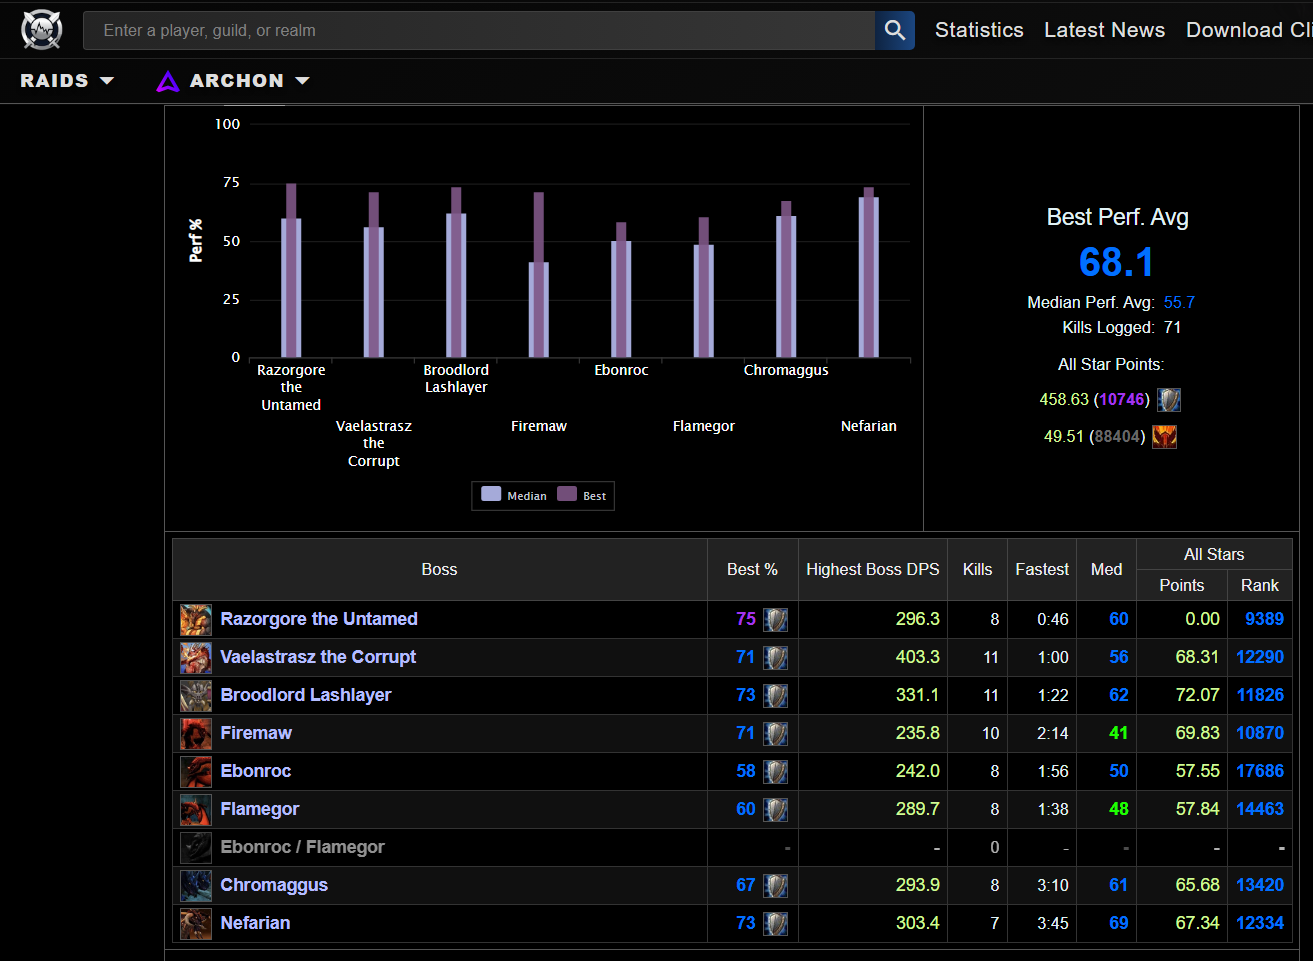 Enter a player, guild, or realm
Statistics Latest News Download Cli
RAIDS ARCHON
100
75
50
25
0
Perf %
Razorgore the Untamed
Vaelastrasz the Corrupt
Broodlord Lashlayer
Firemaw
Ebonroc
Flamegor
Chromaggus
Nefarian
Median Best
Best Perf. Avg
68.1
Median Perf. Avg: 55.7
Kills Logged: 71
All Star Points:
458.63 (10746)
49.51 (88404)
Boss Best % Highest Boss DPS Kills Fastest Med All Stars
Points Rank
Razorgore the Untamed 75 296.3 8 0:46 60 0.00 9389
Vaelastrasz the Corrupt 71 403.3 11 1:00 56 68.31 12290
Broodlord Lashlayer 73 331.1 11 1:22 62 72.07 11826
Firemaw 71 235.8 10 2:14 41 69.83 10870
Ebonroc 58 242.0 8 1:56 50 57.55 17686
Flamegor 60 289.7 8 1:38 48 57.84 14463
Ebonroc / Flamegor - - 0 - - - -
Chromaggus 67 293.9 8 3:10 61 65.68 13420
Nefarian 73 303.4 7 3:45 69 67.34 12334